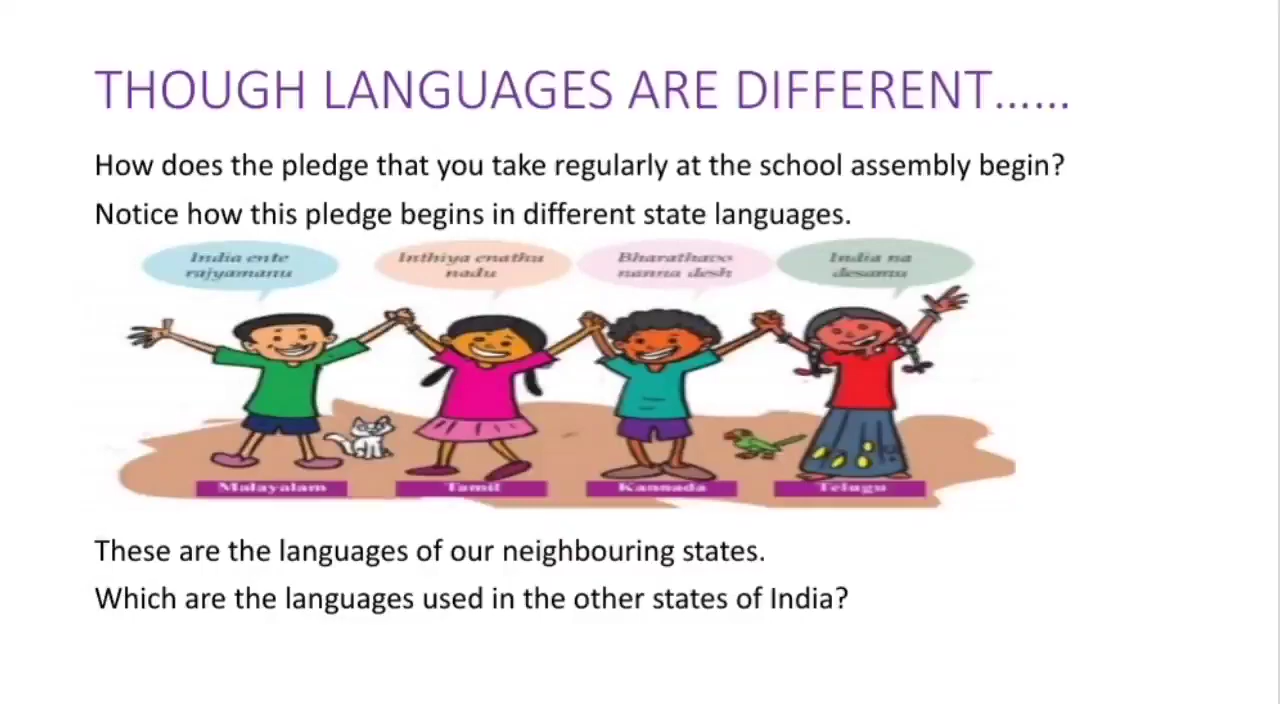 THOUGH LANGUAGES ARE DIFFERENT......
How does the pledge that you take regularly at the school assembly begin?
Notice how this pledge begins in different state languages.
India ente
rajyamanu
Inthiya enathu
nadu
Bharathavo
nanna desh
India na
desamu
Malayalam
Tamil
Kannada
Telugu
These are the languages of our neighbouring states.
Which are the languages used in the other states of India?